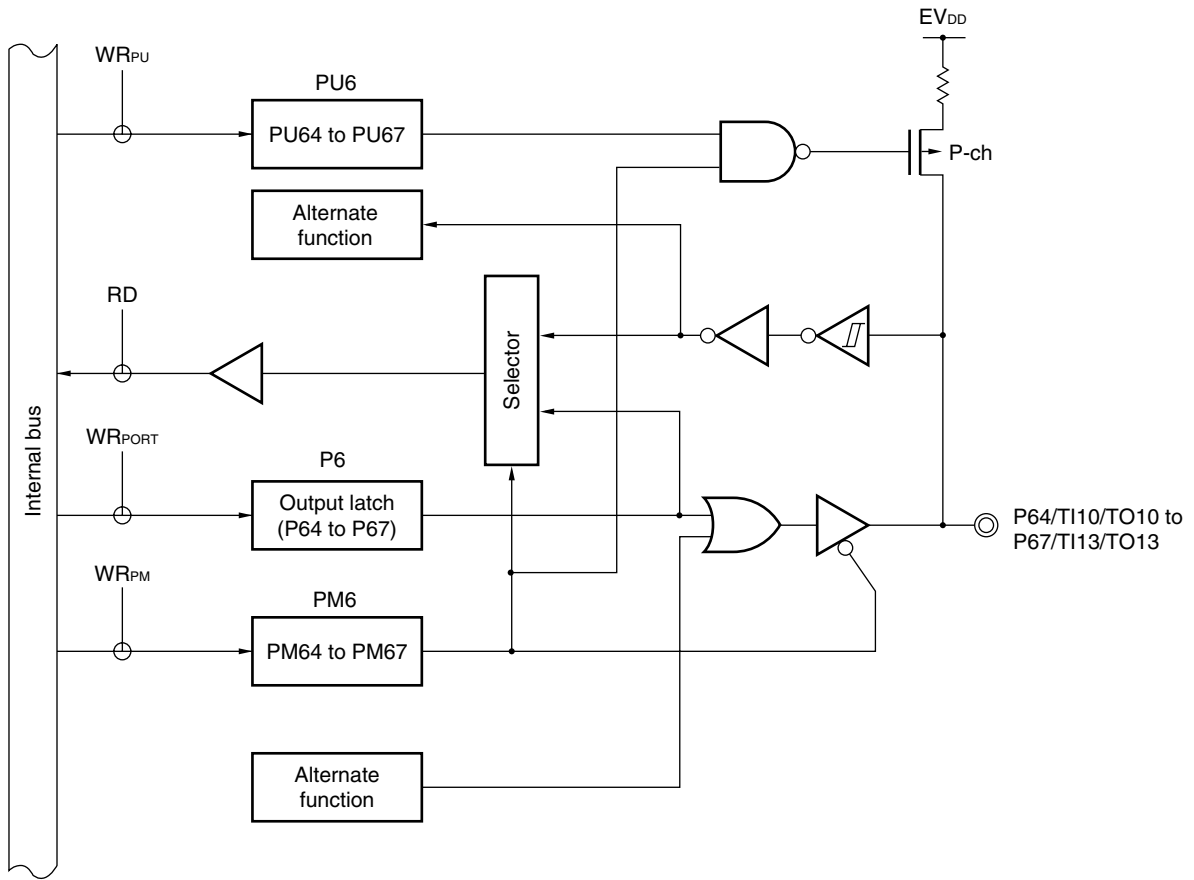 EVDD
WRPU
PU6
PU64 to PU67
P-ch
Alternate
function
RD
Selector
Internal bus
WRPORT
P6
Output latch
(P64 to P67)
P64/TI10/TO10 to
P67/TI13/TO13
WRPM
PM6
PM64 to PM67
Alternate
function